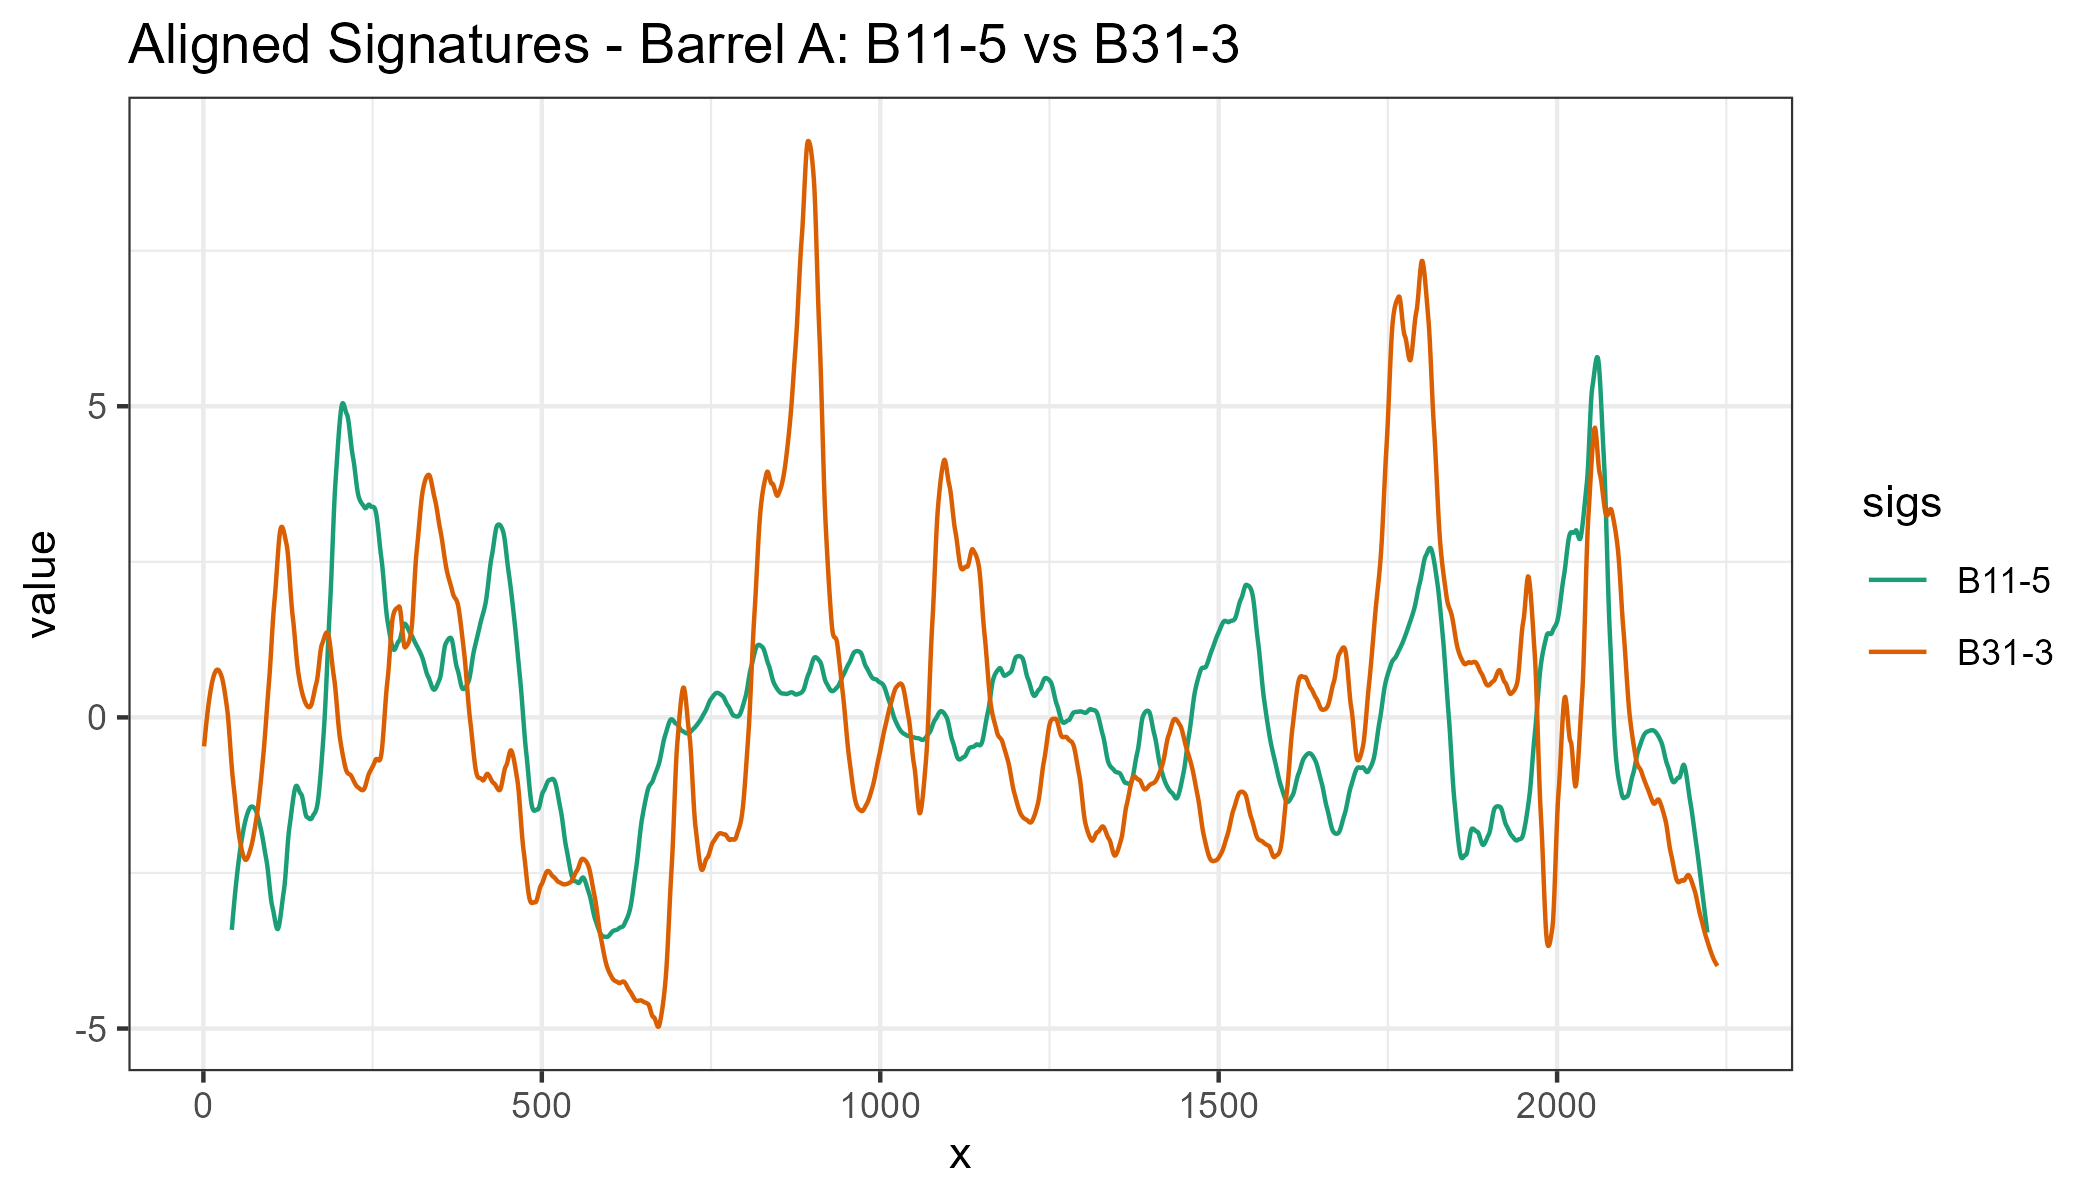 Aligned Signatures - Barrel A: B11-5 vs B31-3
value
5
0
-5
0 500 1000 1500 2000
x
sigs
B11-5
B31-3